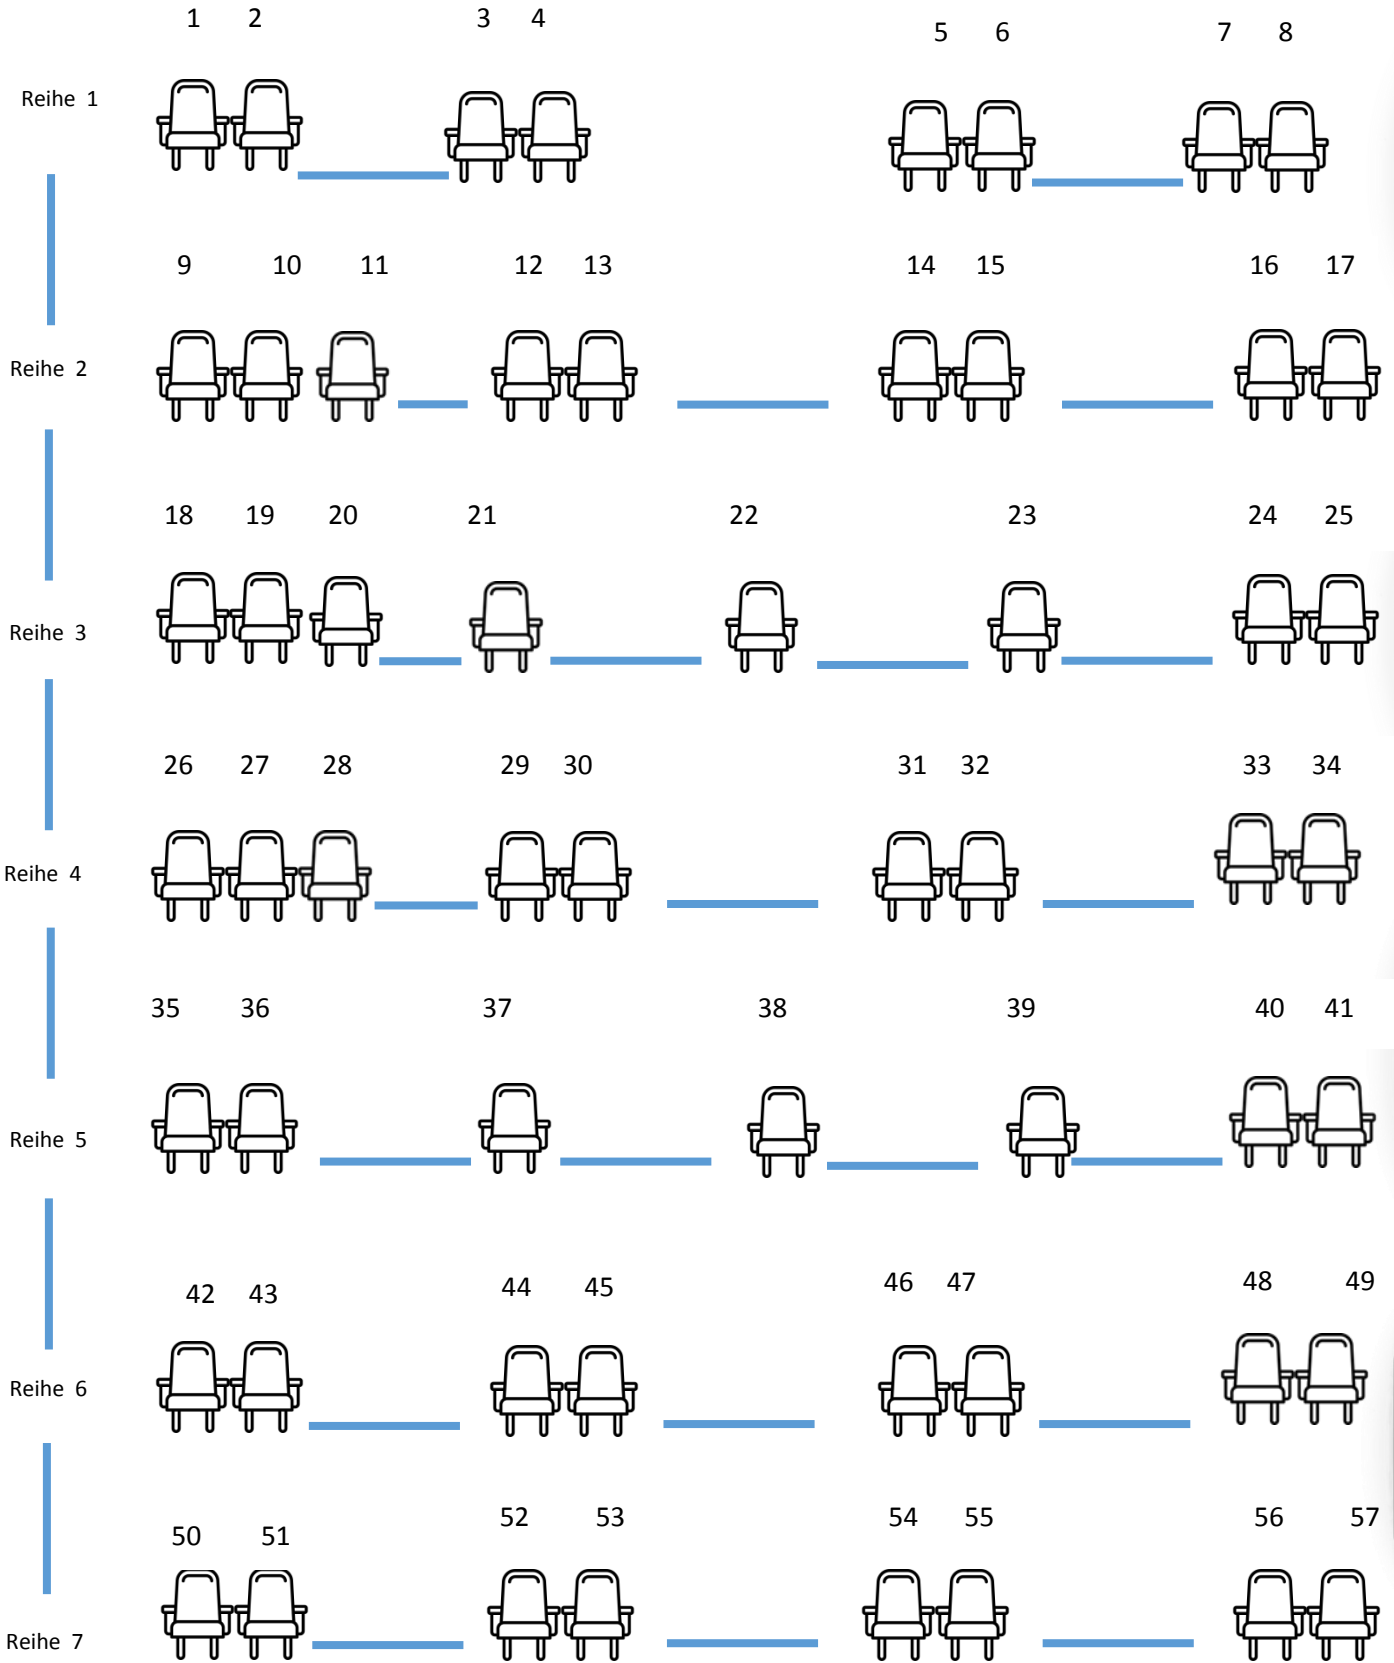 1 2 3 4 5 6 7 8
Reihe 1
9 10 11 12 13 14 15 16 17
Reihe 2
18 19 20 21 22 23 24 25
Reihe 3
26 27 28 29 30 31 32 33 34
Reihe 4
35 36 37 38 39 40 41
Reihe 5
42 43 44 45 46 47 48 49
Reihe 6
50 51 52 53 54 55 56 57
Reihe 7